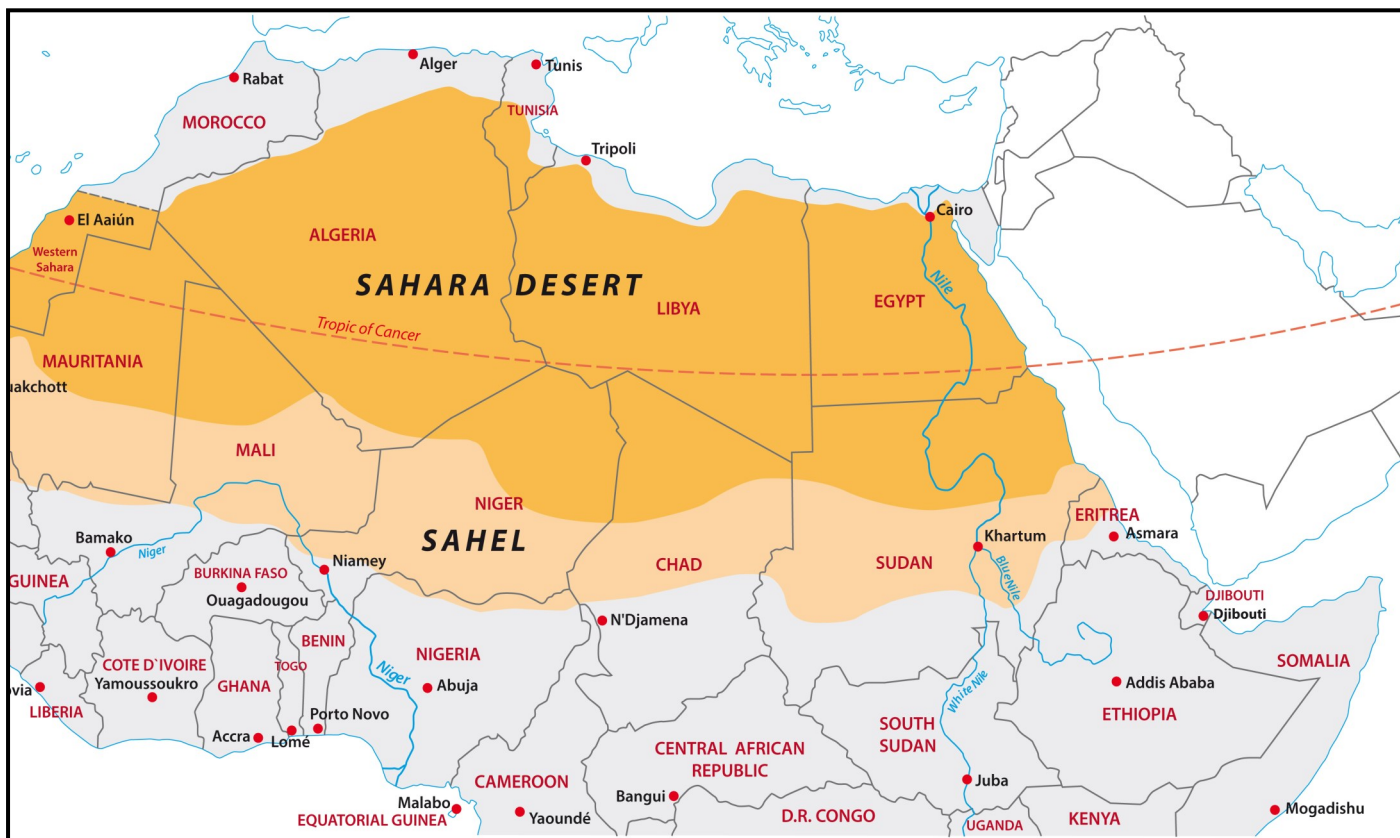 Rabat
Alger
Tunis
MOROCCO
TUNISIA
Tripoli
El Aaiún
Cairo
Western
Sahara
ALGERIA
SAHARA DESERT
Nile
LIBYA
EGYPT
Tropic of Cancer
MAURITANIA
uakchott
MALI
NIGER
SAHEL
ERITREA
Asmara
Khartum
Bamako
Niger
Niamey
CHAD
SUDAN
Blue Nile
GUINEA
BURKINA FASO
Ouagadougou
DJIBOUTI
Djibouti
N'Djamena
BENIN
NIGERIA
TOGO
COTE D`IVOIRE
Yamoussoukro
GHANA
Niger
Abuja
SOMALIA
Addis Ababa
ETHIOPIA
White Nile
ovia
LIBERIA
Porto Novo
Accra
Lomé
SOUTH
SUDAN
CENTRAL AFRICAN
REPUBLIC
CAMEROON
Juba
Malabo
EQUATORIAL GUINEA
Yaoundé
Bangui
D.R. CONGO
UGANDA
KENYA
Mogadishu